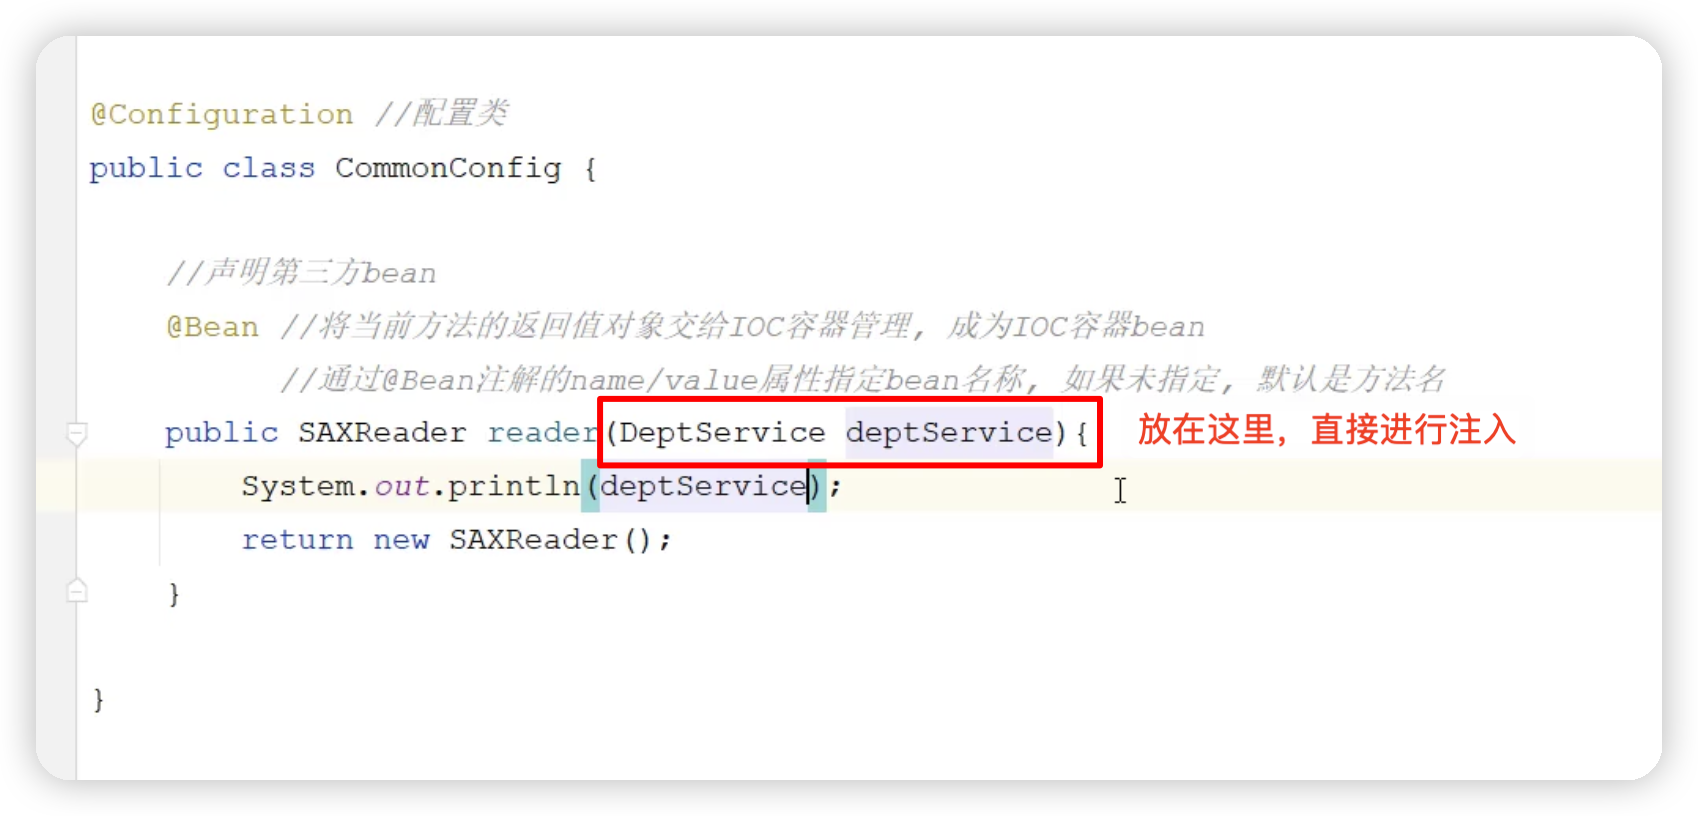 @Configuration //配置类
public class CommonConfig {
//声明第三方bean
@Bean //将当前方法的返回值对象交给IOC容器管理, 成为IOC容器bean
//通过@Bean注解的name/value属性指定bean名称, 如果未指定, 默认是方法名
public SAXReader reader(DeptService deptService){ 放在这里，直接进行注入
System.out.println(deptService);
return new SAXReader();
}
}